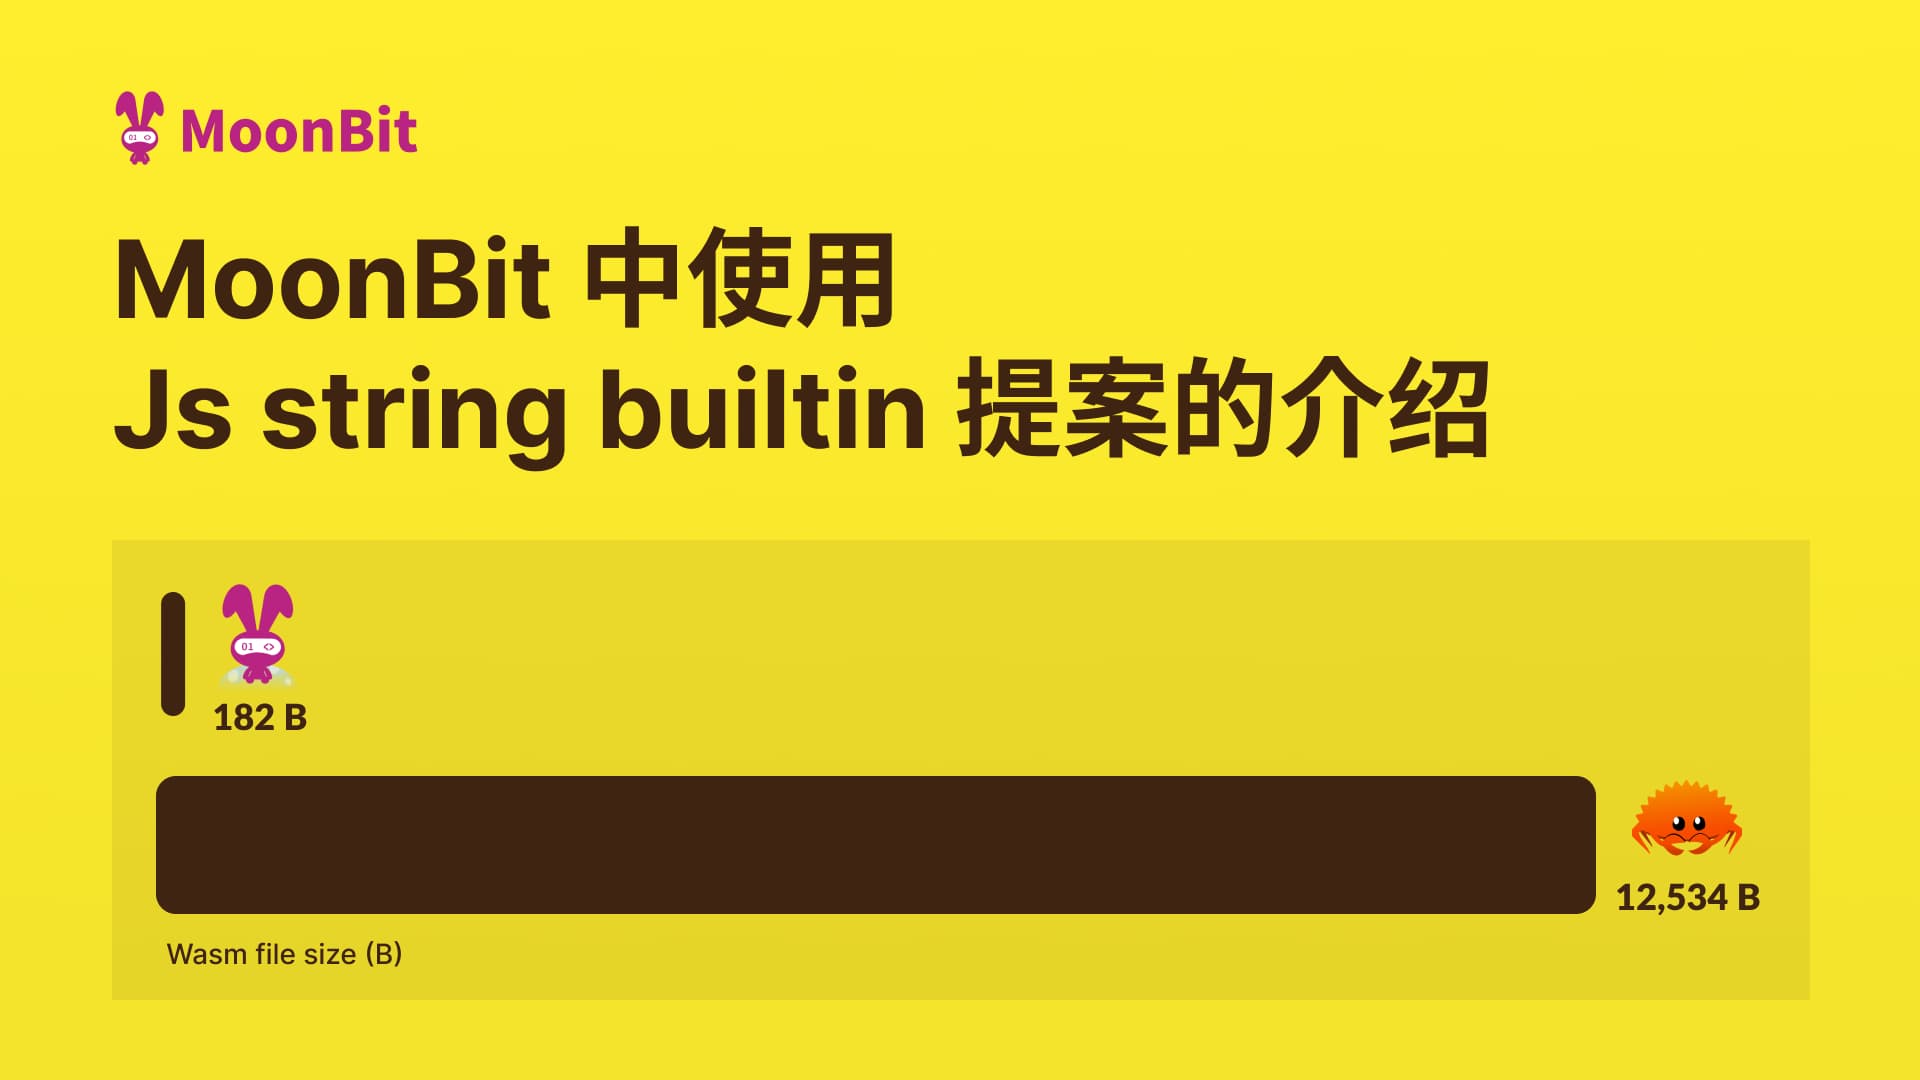 MoonBit
MoonBit 中使用
Js string builtin 提案的介绍
01 <>
182 B
12,534 B
Wasm file size (B)